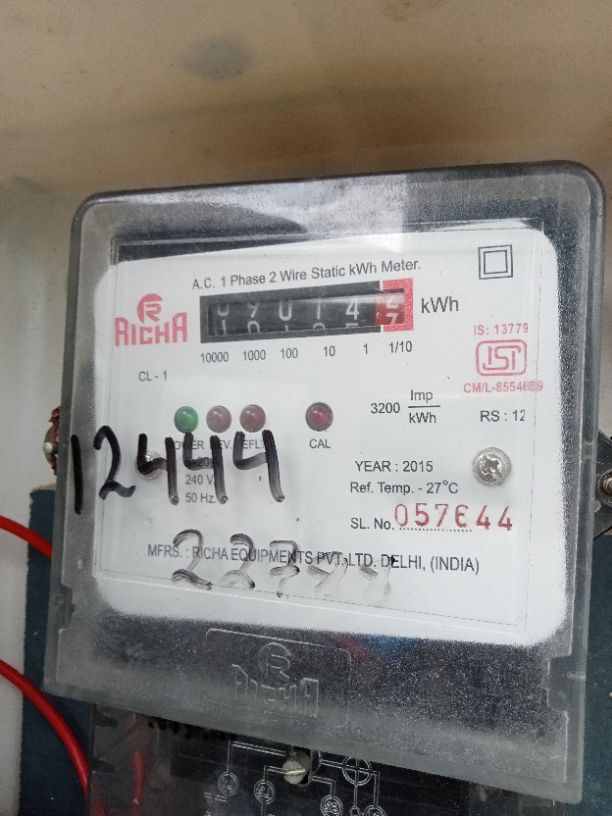 A.C. 1 Phase 2 Wire Static kWh Meter.
RICHA
kWh
10000 1000 100 10 1 1/10
CL - 1
IS: 13779
ISI
3200 Imp/kWh
RS: 12
CAL
12444
240 V
50 Hz.
YEAR : 2015
Ref. Temp. - 27°C
SL. No. 057644
MFRS. : RICHA EQUIPMENTS PVT. LTD. DELHI, (INDIA)
RICHA